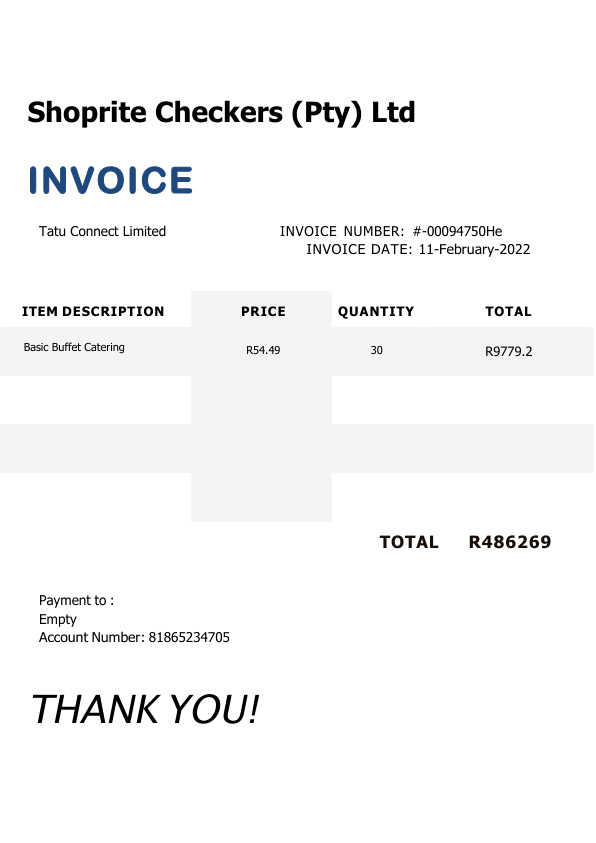 Shoprite Checkers (Pty) Ltd
INVOICE
Tatu Connect Limited INVOICE NUMBER: #-00094750He
INVOICE DATE: 11-February-2022
ITEM DESCRIPTION PRICE QUANTITY TOTAL
Basic Buffet Catering R54.49 30 R9779.2
TOTAL R486269
Payment to :
Empty
Account Number: 81865234705
THANK YOU!